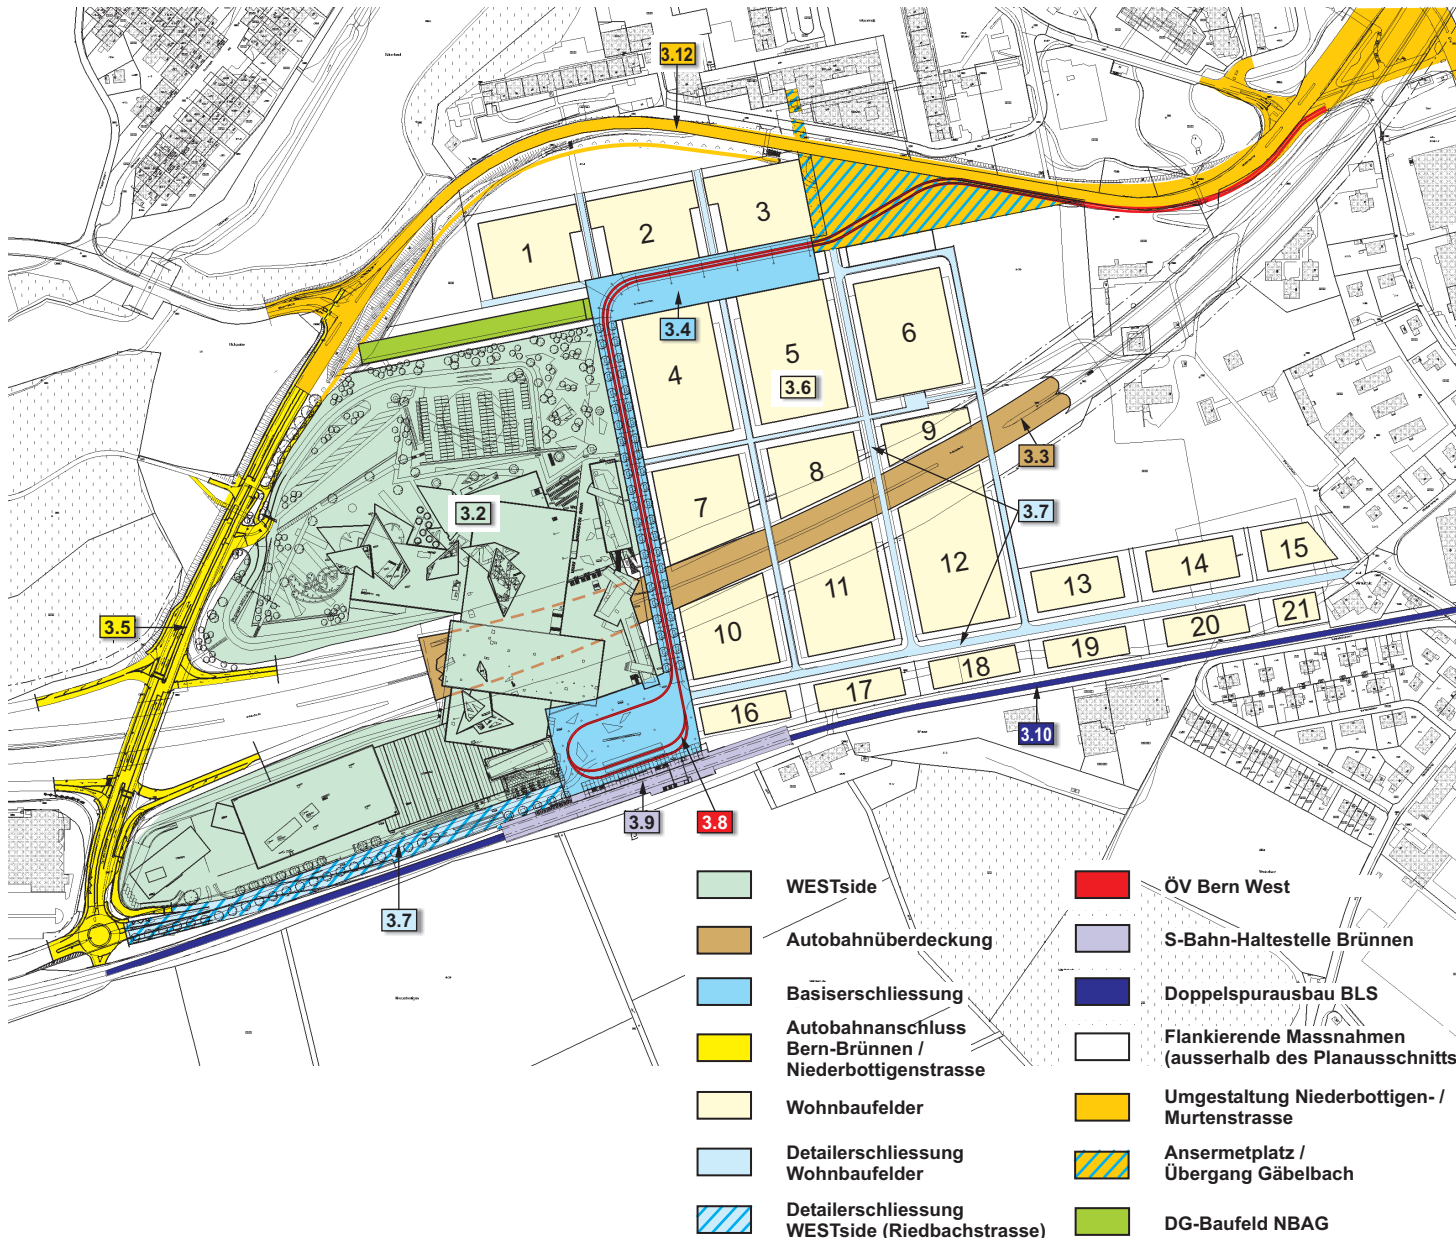 3.12
1
2
3
3.4
4
5
6
3.6
7
8
9
3.3
3.2
3.7
10
11
12
13
14
15
3.5
16
17
18
19
20
21
3.10
3.9
3.8
3.7
WESTside
Autobahnüberdeckung
Basiserschliessung
Autobahnanschluss
Bern-Brünnen /
Niederbottigenstrasse
Wohnbaufelder
Detailerschliessung
Wohnbaufelder
Detailerschliessung
WESTside (Riedbachstrasse)
ÖV Bern West
S-Bahn-Haltestelle Brünnen
Doppelspurausbau BLS
Flankierende Massnahmen
(ausserhalb des Planausschnitts
Umgestaltung Niederbottigen- /
Murtenstrasse
Ansermetplatz /
Übergang Gäbelbach
DG-Baufeld NBAG